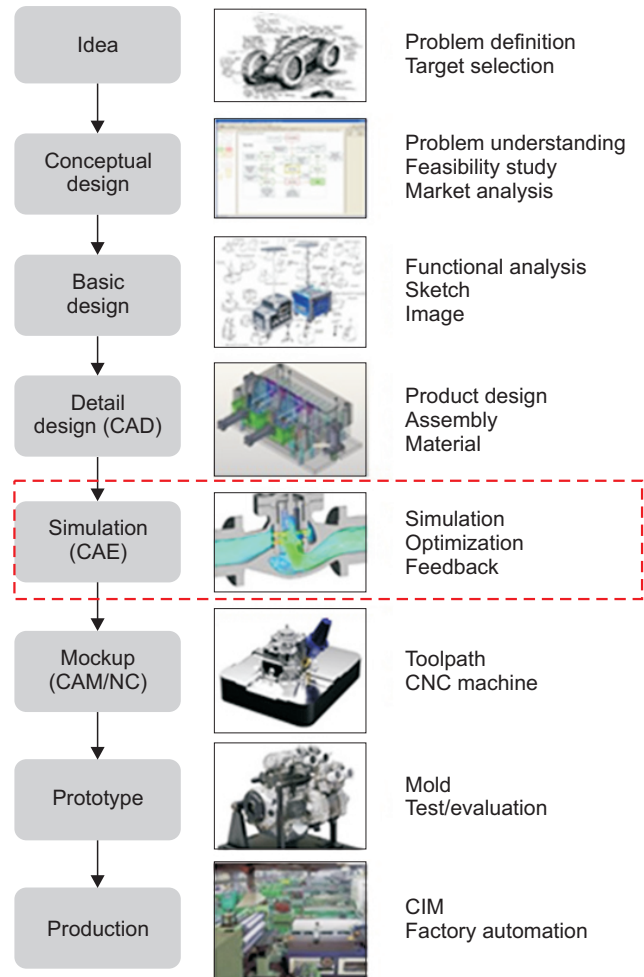 Idea
Problem definition
Target selection
Conceptual
design
Problem understanding
Feasibility study
Market analysis
Basic
design
Functional analysis
Sketch
Image
Detail
design (CAD)
Product design
Assembly
Material
Simulation
(CAE)
Simulation
Optimization
Feedback
Mockup
(CAM/NC)
Toolpath
CNC machine
Prototype
Mold
Test/evaluation
Production
CIM
Factory automation